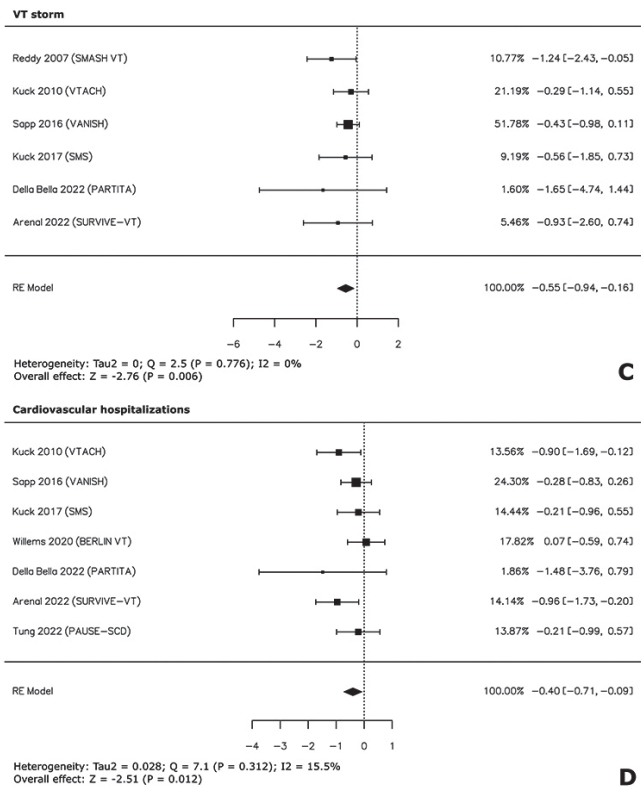 VT storm
Reddy 2007 (SMASH VT) 10.77% −1.24 [−2.43, −0.05]
Kuck 2010 (VTACH) 21.19% −0.29 [−1.14, 0.55]
Sapp 2016 (VANISH) 51.78% −0.43 [−0.98, 0.11]
Kuck 2017 (SMS) 9.19% −0.56 [−1.85, 0.73]
Della Bella 2022 (PARTITA) 1.60% −1.65 [−4.74, 1.44]
Arenal 2022 (SURVIVE−VT) 5.46% −0.93 [−2.60, 0.74]
RE Model 100.00% −0.55 [−0.94, −0.16]
−6 −4 −2 0 2
Heterogeneity: Tau2 = 0; Q = 2.5 (P = 0.776); I2 = 0%
Overall effect: Z = -2.76 (P = 0.006)
C
Cardiovascular hospitalizations
Kuck 2010 (VTACH) 13.56% −0.90 [−1.69, −0.12]
Sapp 2016 (VANISH) 24.30% −0.28 [−0.83, 0.26]
Kuck 2017 (SMS) 14.44% −0.21 [−0.96, 0.55]
Willems 2020 (BERLIN VT) 17.82% 0.07 [−0.59, 0.74]
Della Bella 2022 (PARTITA) 1.86% −1.48 [−3.76, 0.79]
Arenal 2022 (SURVIVE−VT) 14.14% −0.96 [−1.73, −0.20]
Tung 2022 (PAUSE−SCD) 13.87% −0.21 [−0.99, 0.57]
RE Model 100.00% −0.40 [−0.71, −0.09]
−4 −3 −2 −1 0 1
Heterogeneity: Tau2 = 0.028; Q = 7.1 (P = 0.312); I2 = 15.5%
Overall effect: Z = -2.51 (P = 0.012)
D